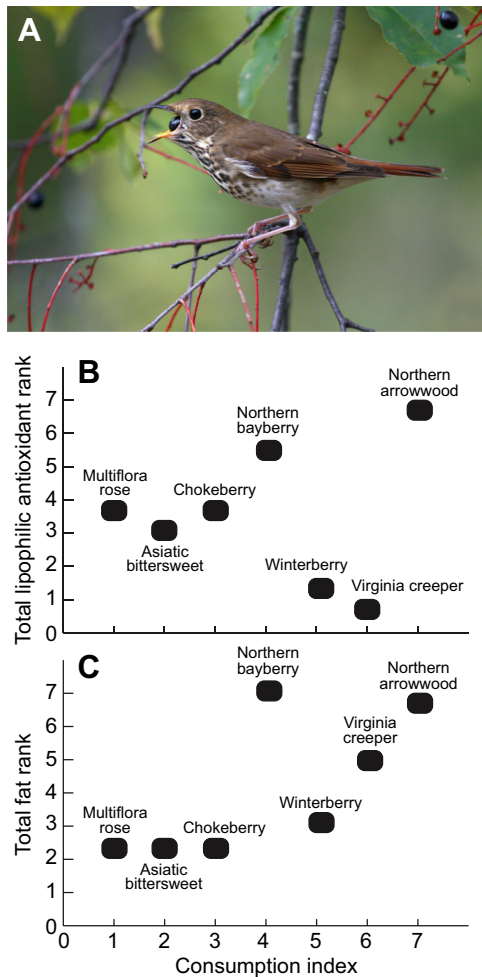 A
B
Total lipophilic antioxidant rank
7
6
5
4
3
2
1
0
Multiflora
rose
Asiatic
bittersweet
Chokeberry
Northern
bayberry
Winterberry
Virginia creeper
Northern
arrowwood
C
Total fat rank
7
6
5
4
3
2
1
0
Multiflora
rose
Asiatic
bittersweet
Chokeberry
Northern
bayberry
Winterberry
Virginia
creeper
Northern
arrowwood
0 1 2 3 4 5 6 7
Consumption index